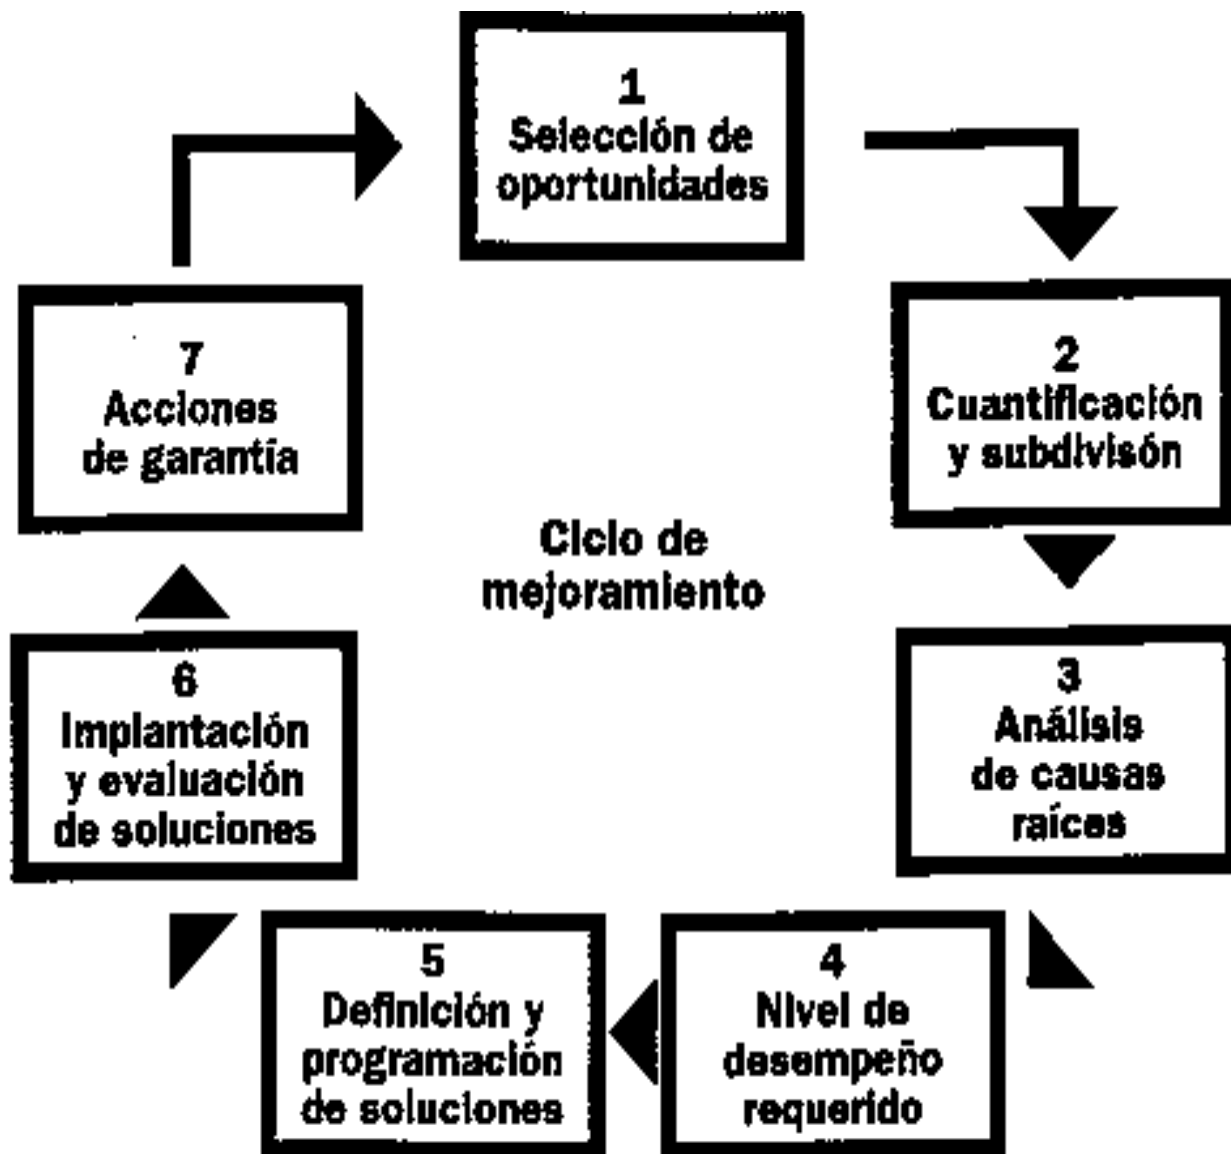 1
Selección de
oportunidades
2
Cuantificación
y subdivisón
3
Análisis
de causas
raíces
4
Nivel de
desempeño
requerido
5
Definición y
programación
de soluciones
6
Implantación
y evaluación
de soluciones
7
Acciones
de garantía
Ciclo de
mejoramiento